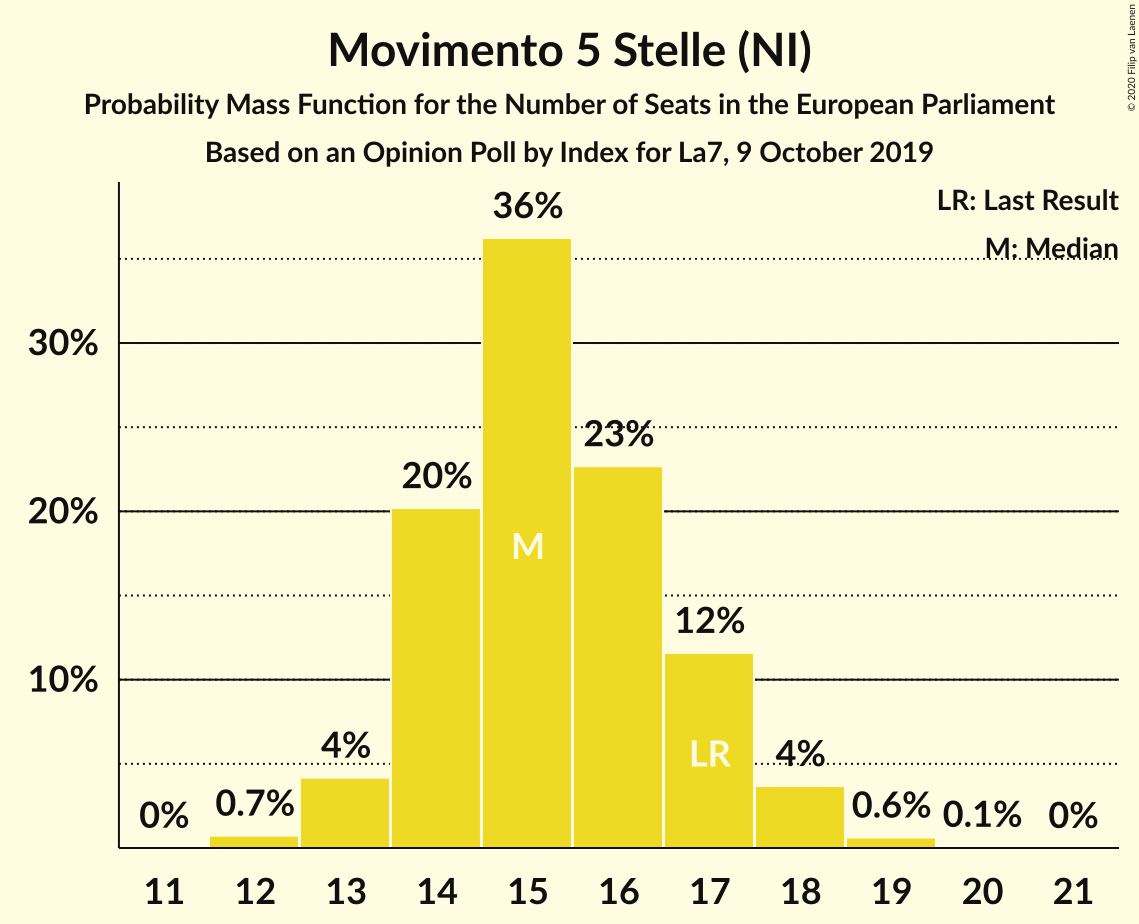 Movimento 5 Stelle (NI)
Probability Mass Function for the Number of Seats in the European Parliament
Based on an Opinion Poll by Index for La7, 9 October 2019
© 2020 Filip van Laenen
LR: Last Result
M: Median
30%
20%
10%
0%
0.7%
4%
20%
36%
23%
12%
4%
0.6%
0.1%
0%
M
LR
11 12 13 14 15 16 17 18 19 20 21